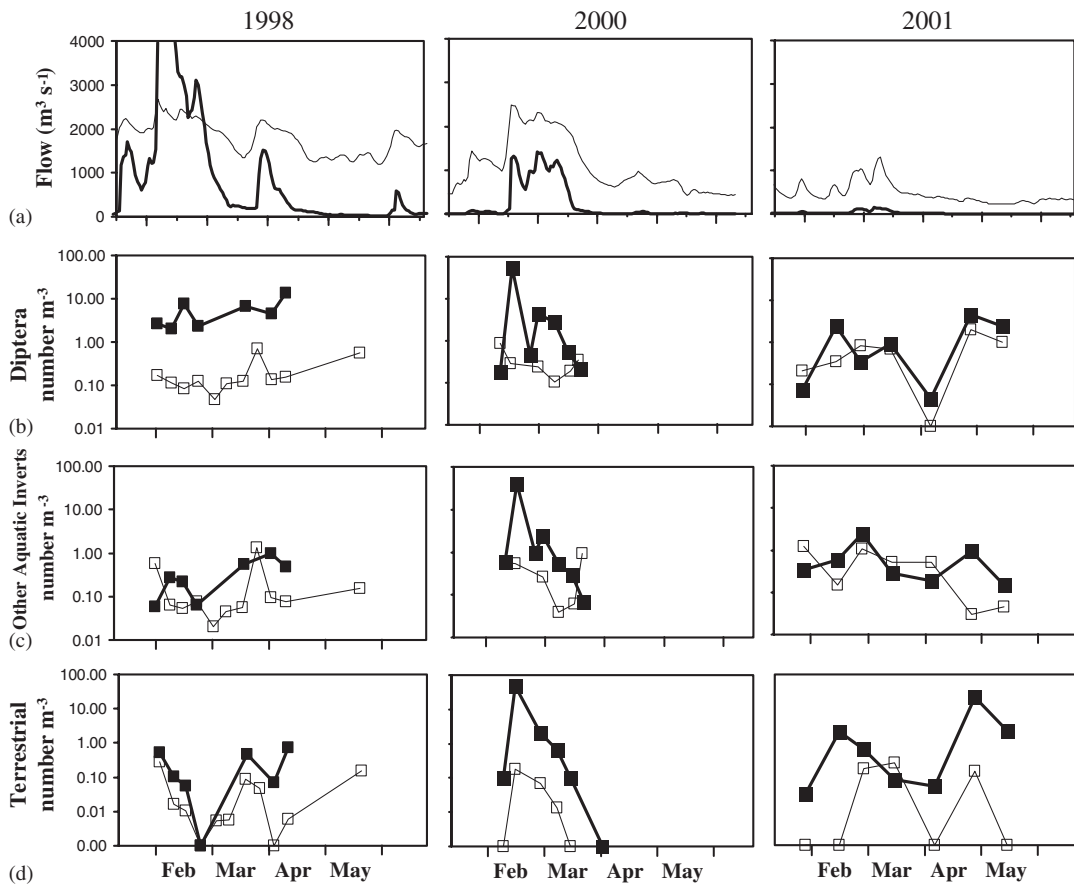 1998 2000 2001
4000
3000
2000
1000
0
Flow (m³ s⁻¹)
(a)
100.00
10.00
1.00
0.10
0.01
Diptera
number m⁻³
(b)
100.00
10.00
1.00
0.10
0.01
Other Aquatic Inverts
number m⁻³
(c)
100.00
10.00
1.00
0.10
0.01
0.00
Terrestrial
number m⁻³
Feb Mar Apr May Feb Mar Apr May Feb Mar Apr May
(d)